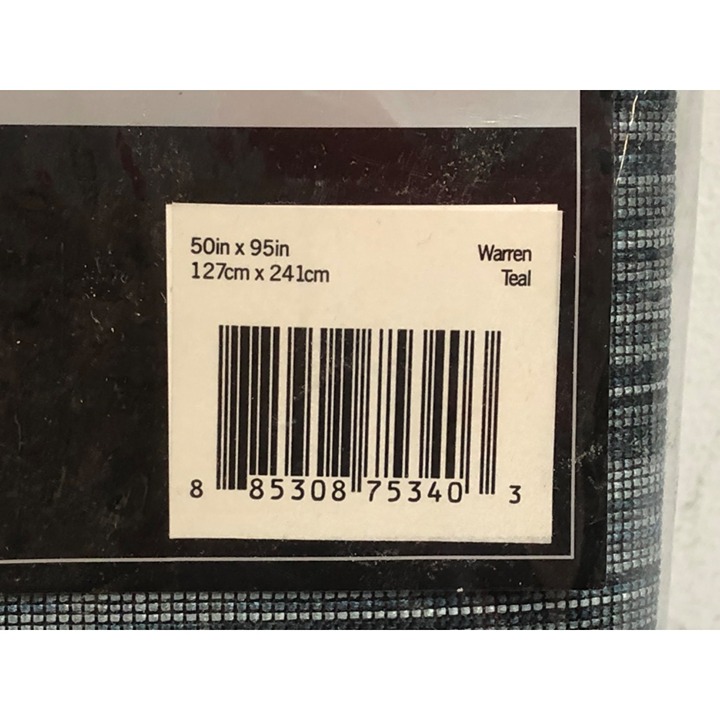 50in x 95in
127cm x 241cm
Warren
Teal
8 85308 75340 3